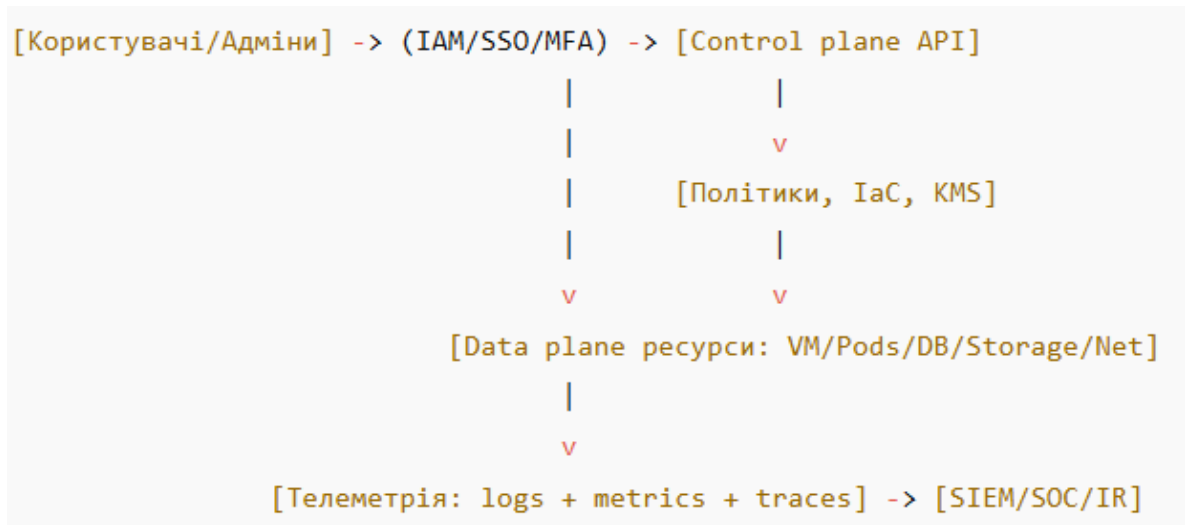 [Користувачі/Адміни] -> (IAM/SSO/MFA) -> [Control plane API]
| |
| v
| [Політики, IaC, KMS]
| |
v v
[Data plane ресурси: VM/Pods/DB/Storage/Net]
|
v
[Телеметрія: logs + metrics + traces] -> [SIEM/SOC/IR]